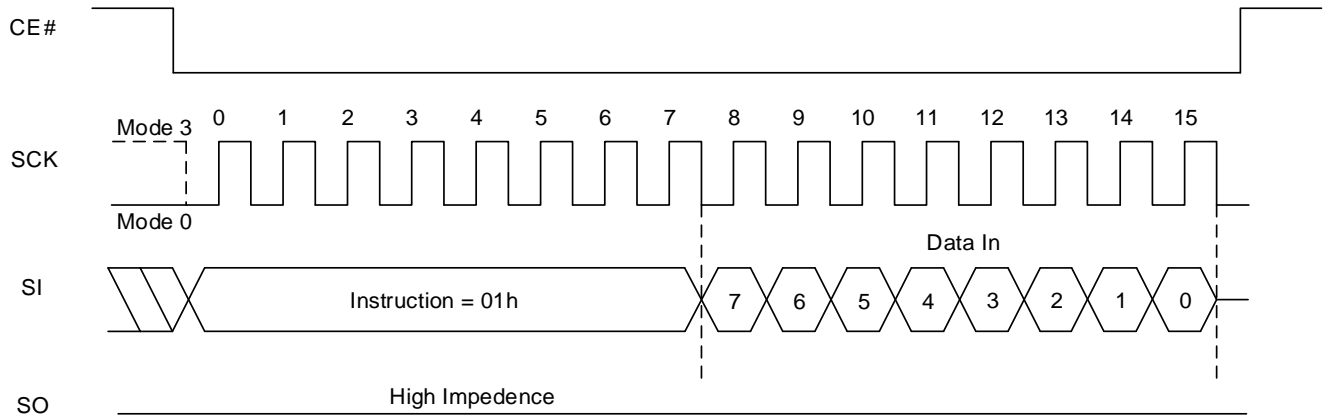 CE#
0 1 2 3 4 5 6 7 8 9 10 11 12 13 14 15
Mode 3
SCK
Mode 0
Data In
SI
Instruction = 01h
7 6 5 4 3 2 1 0
High Impedence
SO